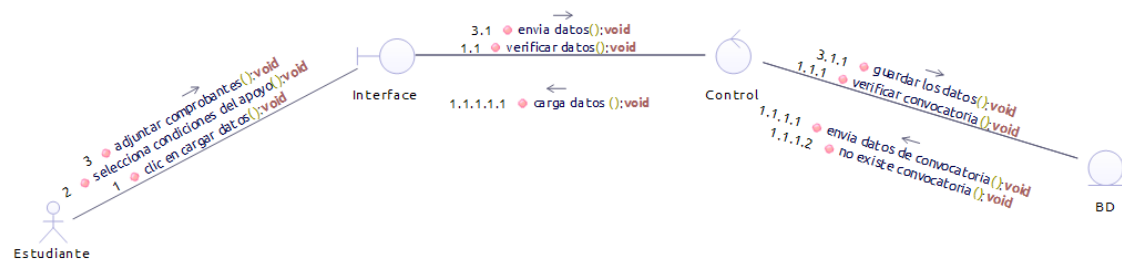 3.1 envia datos():void
1.1 verificar datos():void
Interface
1.1.1.1.1 carga datos ():void
Control
3.1.1 guardar los datos():void
1.1.1 verificar convocatoria():void
1.1.1.1 envia datos de convocatoria():void
1.1.1.2 no existe convocatoria():void
BD
3 adjuntar comprobantes():void
2 selecciona condiciones del apoyo():void
1 clic en cargar datos():void
Estudiante